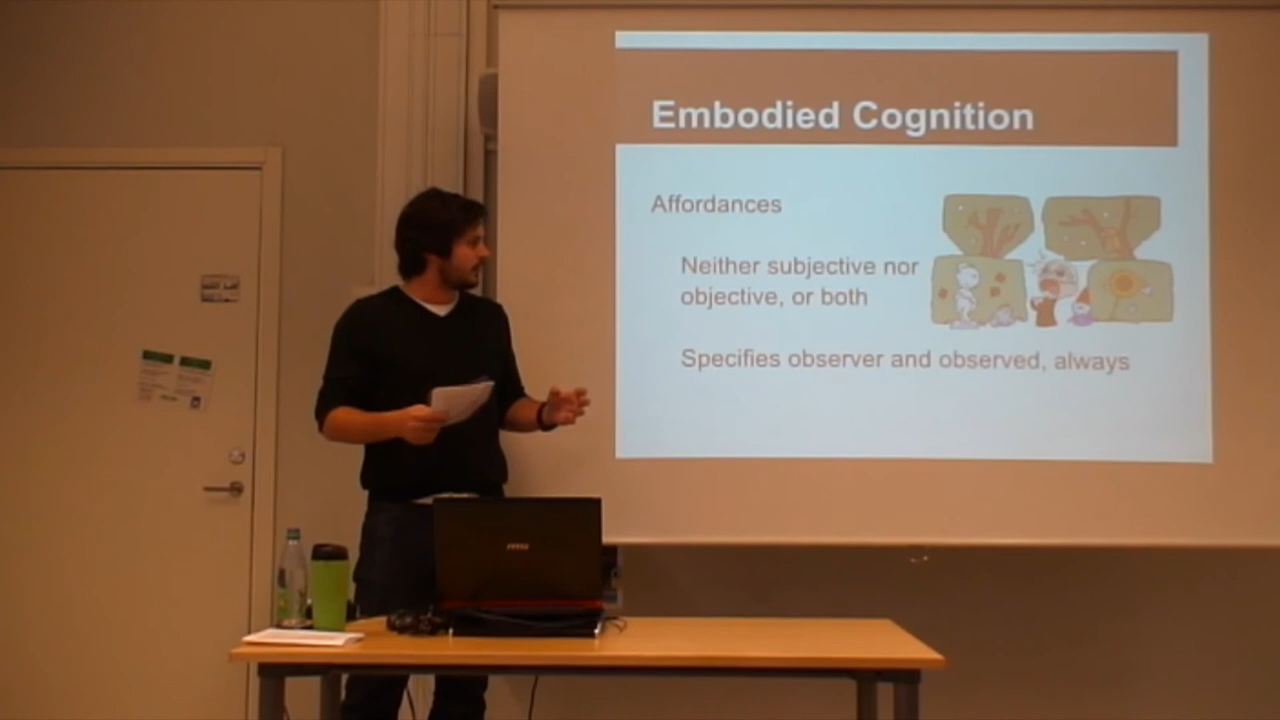 Embodied Cognition
Affordances
Neither subjective nor
objective, or both
Specifies observer and observed, always
msi